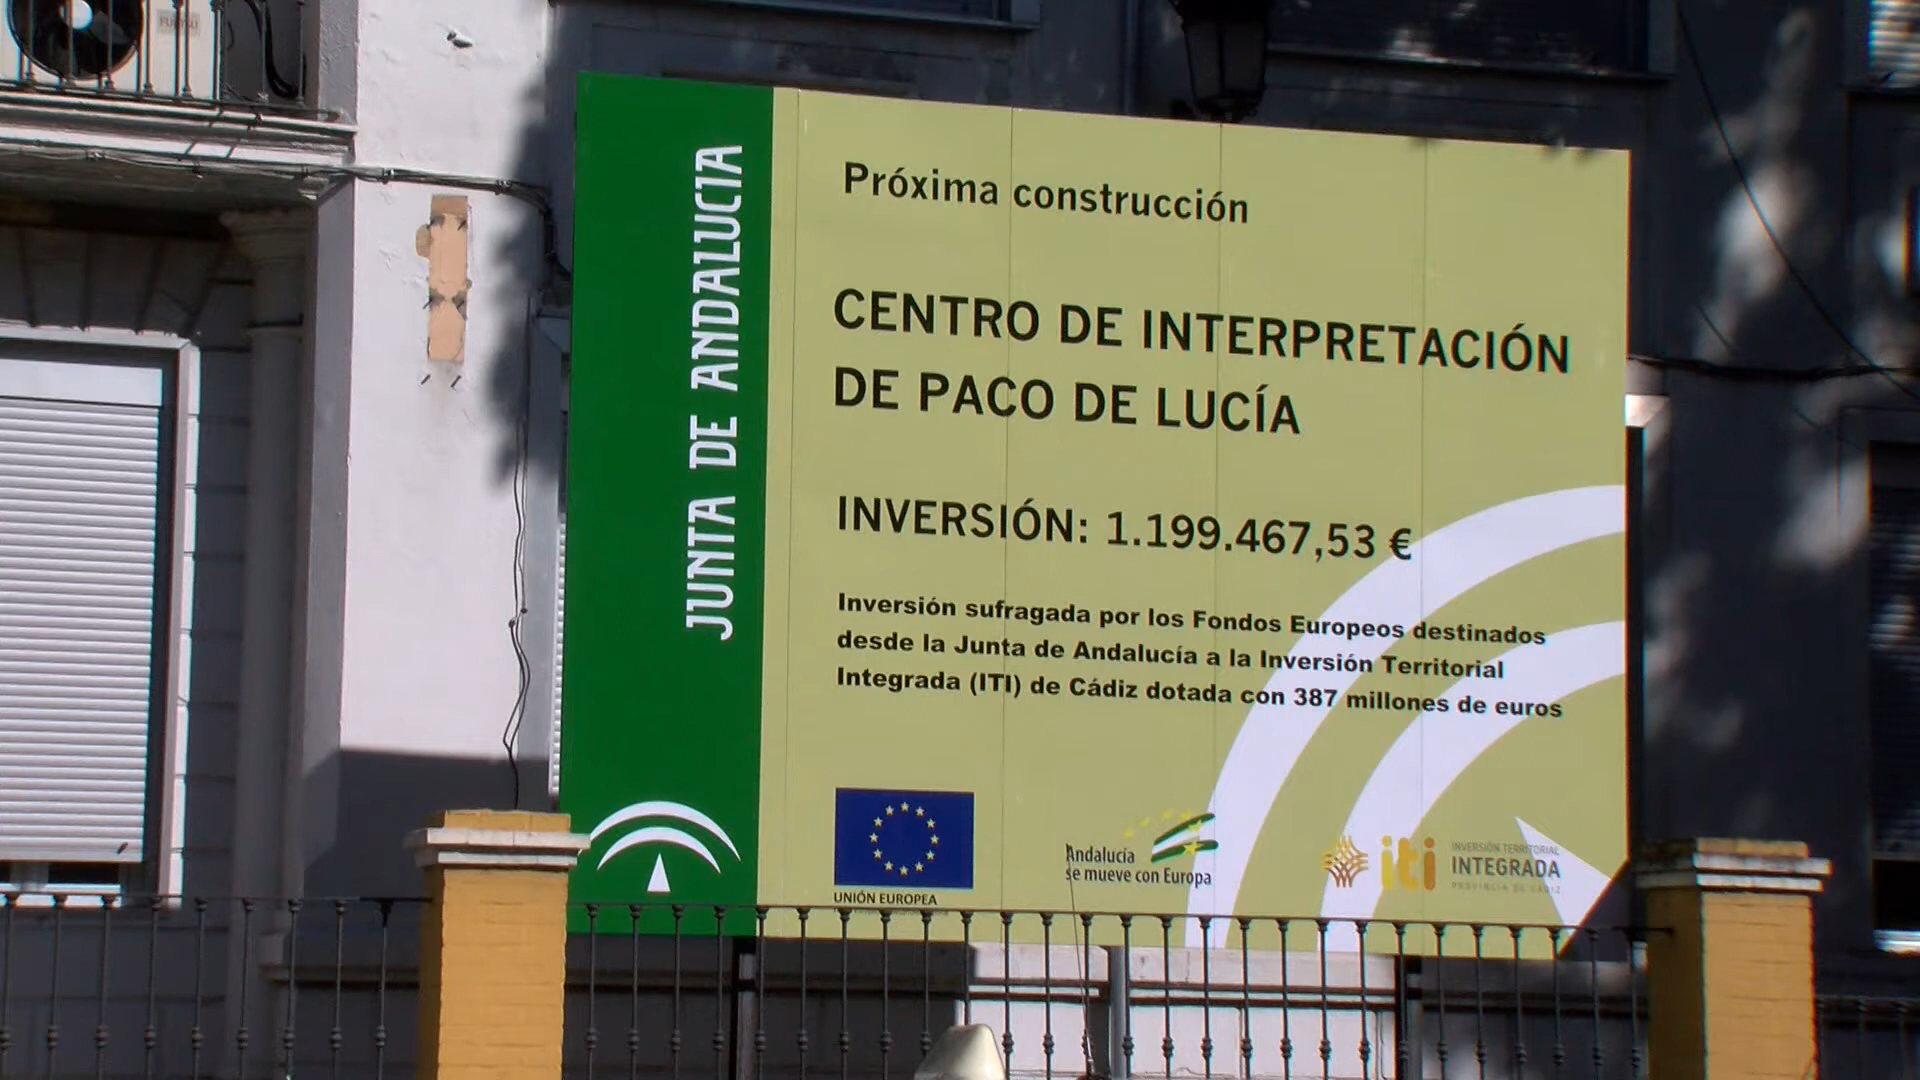 JUNTA DE ANDALUCIA
Próxima construcción
CENTRO DE INTERPRETACIÓN
DE PACO DE LUCÍA
INVERSIÓN: 1.199.467,53 €
Inversión sufragada por los Fondos Europeos destinados
desde la Junta de Andalucía a la Inversión Territorial
Integrada (ITI) de Cádiz dotada con 387 millones de euros
UNIÓN EUROPEA
Andalucía
se mueve con Europa
iti
INVERSIÓN TERRITORIAL
INTEGRADA
PROVINCIA DE CÁDIZ
FUJITSU